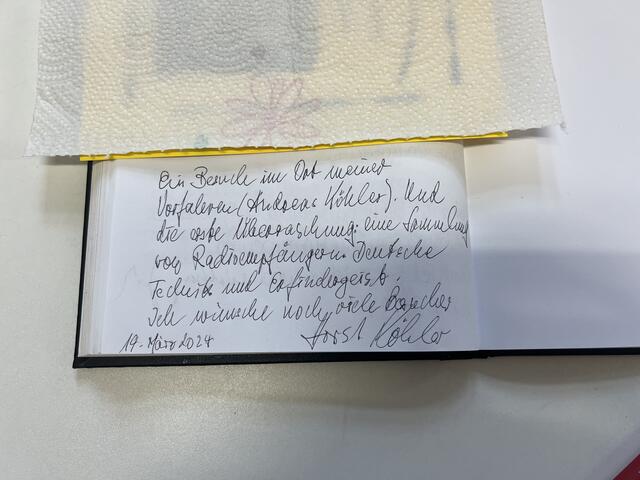 Ein Besuch im Ort meiner
Vorfahren (Andreas Köhler). Und
die erste Überraschung: eine Sammlung
von Radioempfängern. Deutsche
Technik und Erfindergeist.
Ich wünsche noch viele Besucher
19. März 2024 Horst Köhler